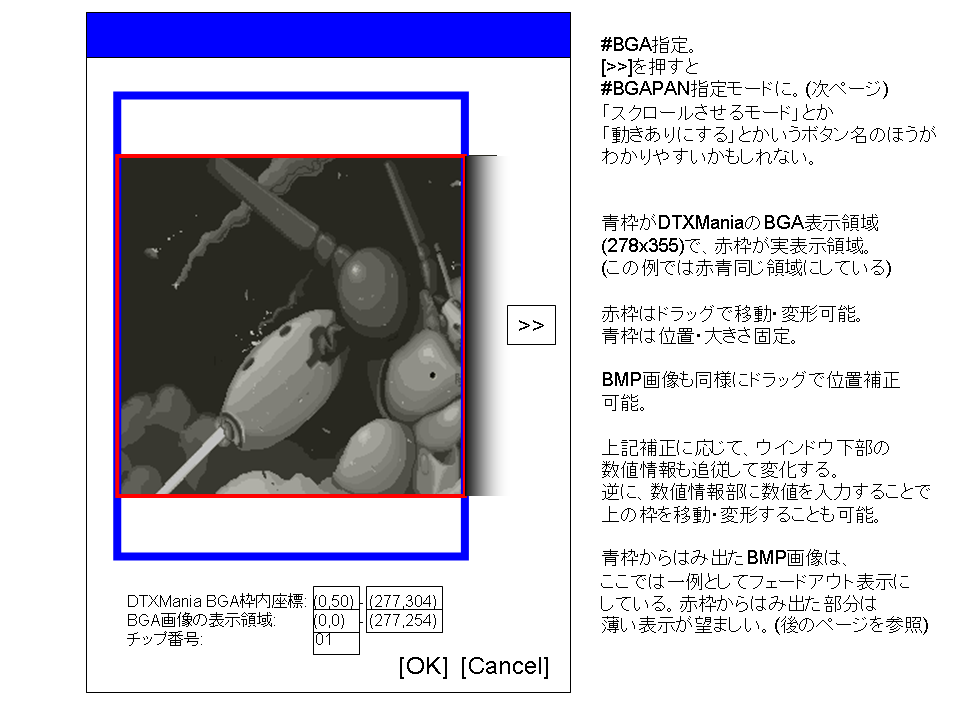 #BGA指定。
[>>]を押すと
#BGAPAN指定モードに。(次ページ)
「スクロールさせるモード」とか
「動きありにする」とかいうボタン名のほうが
わかりやすいかもしれない。
青枠がDTXManiaのBGA表示領域
(278x355)で、赤枠が実表示領域。
(この例では赤青同じ領域にしている)
赤枠はドラッグで移動・変形可能。
青枠は位置・大きさ固定。
>>
BMP画像も同様にドラッグで位置補正
可能。
上記補正に応じて、ウインドウ下部の
数値情報も追従して変化する。
逆に、数値情報部に数値を入力することで
上の枠を移動・変形することも可能。
青枠からはみ出たBMP画像は、
ここでは一例としてフェードアウト表示に
している。赤枠からはみ出た部分は
薄い表示が望ましい。(後のページを参照)
DTXMania BGA枠内座標: (0,50) - (277,304)
BGA画像の表示領域: (0,0) - (277,254)
チップ番号: 01
[OK] [Cancel]